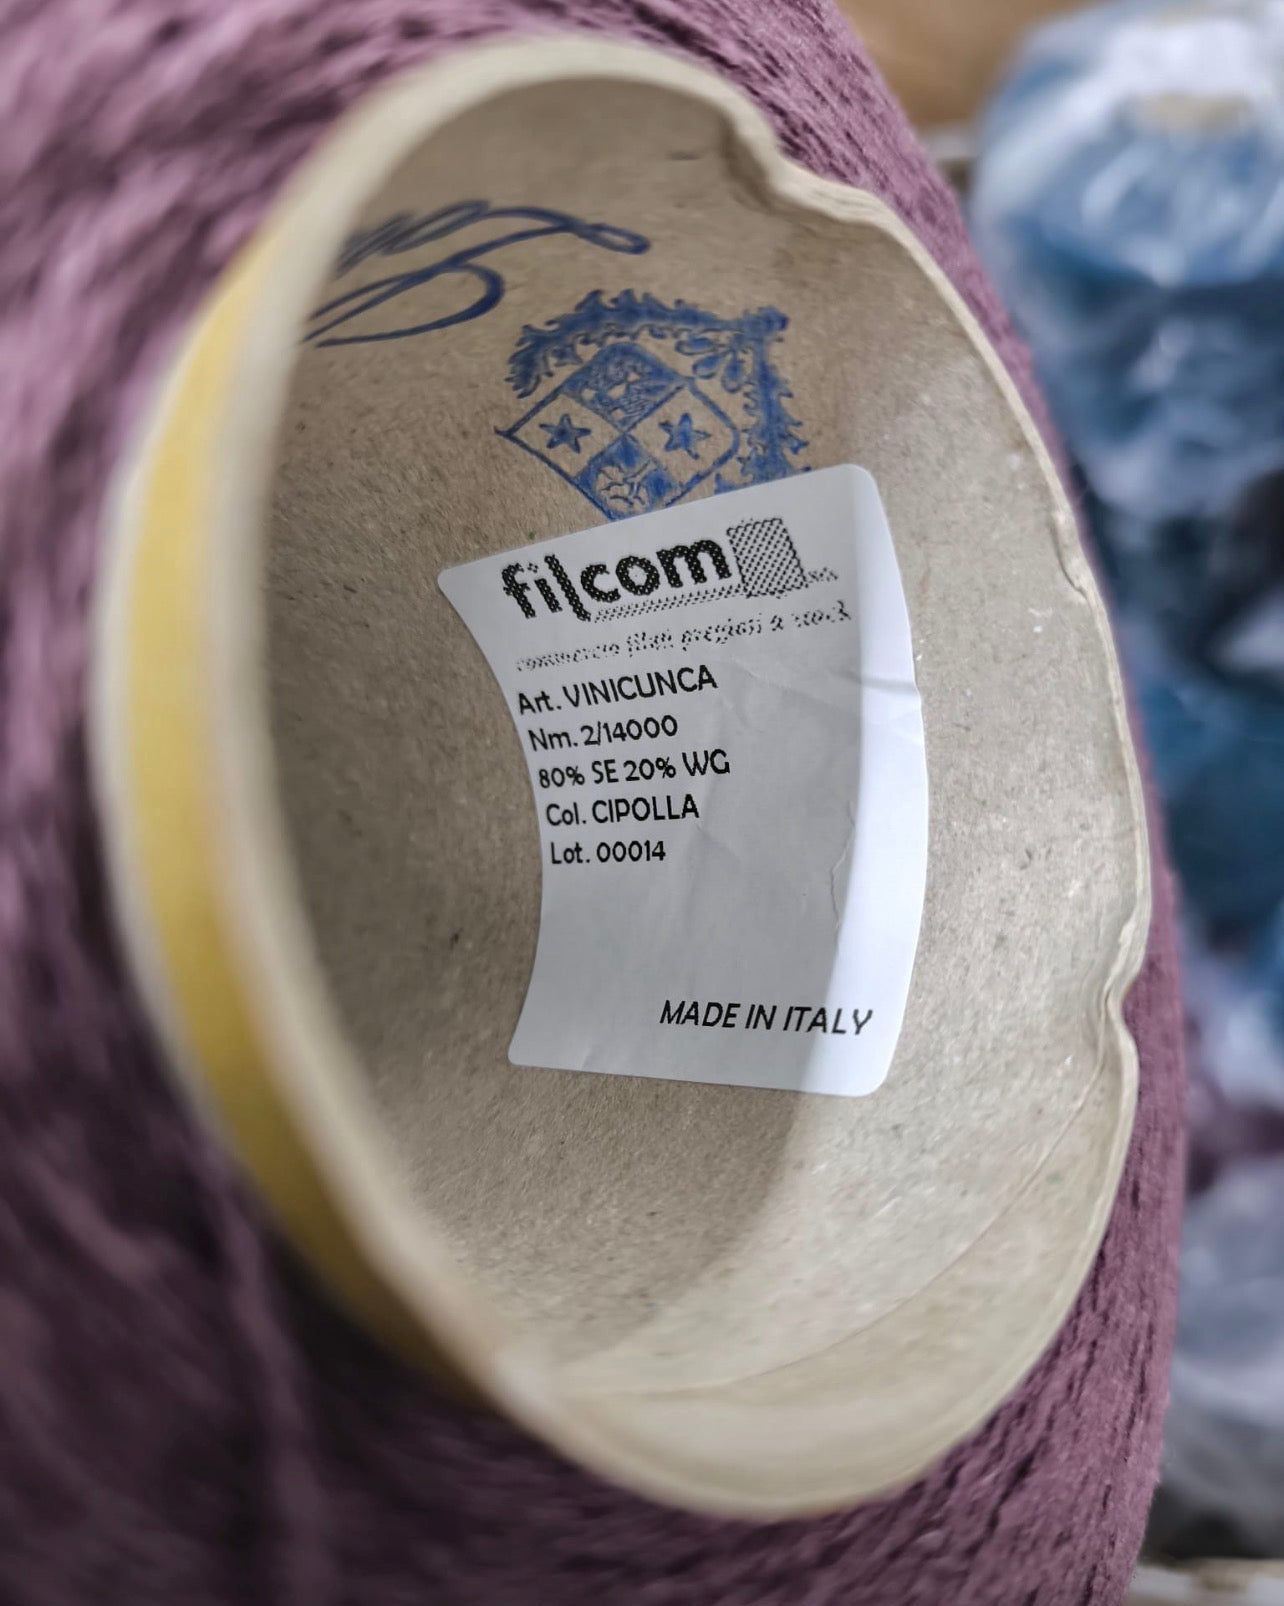 filcom
commercio filati pregiati a stock
Art. VINICUNCA
Nm. 2/14000
80% SE 20% WG
Col. CIPOLLA
Lot. 00014
MADE IN ITALY